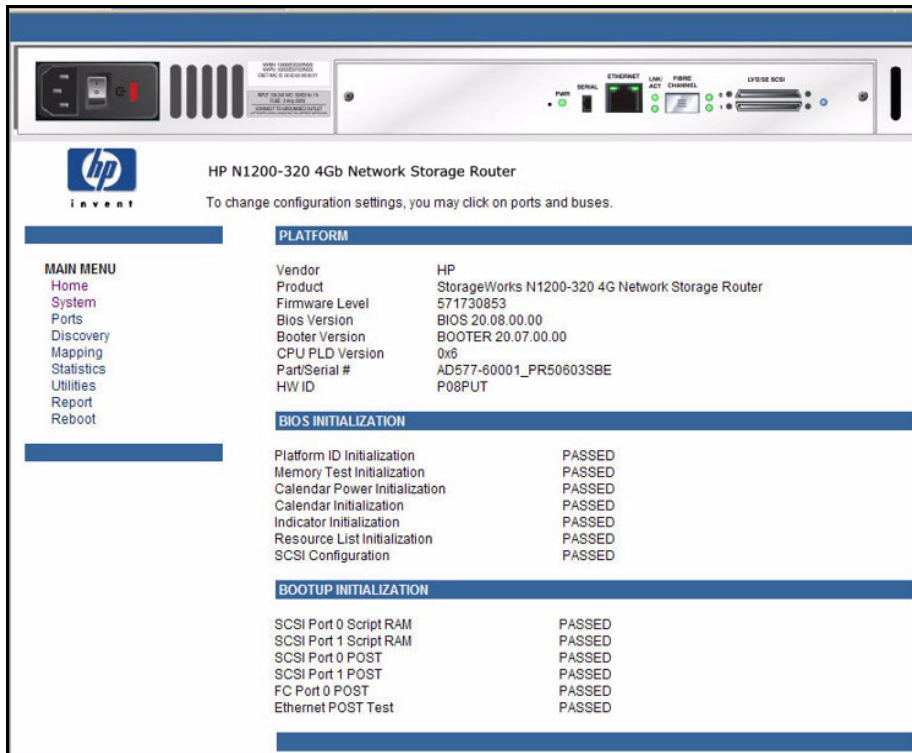 PWR
SERIAL
ETHERNET
LNK/
ACT
FIBRE
CHANNEL
LVD/SE SCSI
0
1
hp
invent
HP N1200-320 4Gb Network Storage Router
To change configuration settings, you may click on ports and buses.
MAIN MENU
Home
System
Ports
Discovery
Mapping
Statistics
Utilities
Report
Reboot
PLATFORM
Vendor HP
Product StorageWorks N1200-320 4G Network Storage Router
Firmware Level 571730853
Bios Version BIOS 20.08.00.00
Booter Version BOOTER 20.07.00.00
CPU PLD Version 0x6
Part/Serial # AD577-60001_PR50603SBE
HW ID P08PUT
BIOS INITIALIZATION
Platform ID Initialization PASSED
Memory Test Initialization PASSED
Calendar Power Initialization PASSED
Calendar Initialization PASSED
Indicator Initialization PASSED
Resource List Initialization PASSED
SCSI Configuration PASSED
BOOTUP INITIALIZATION
SCSI Port 0 Script RAM PASSED
SCSI Port 1 Script RAM PASSED
SCSI Port 0 POST PASSED
SCSI Port 1 POST PASSED
FC Port 0 POST PASSED
Ethernet POST Test PASSED